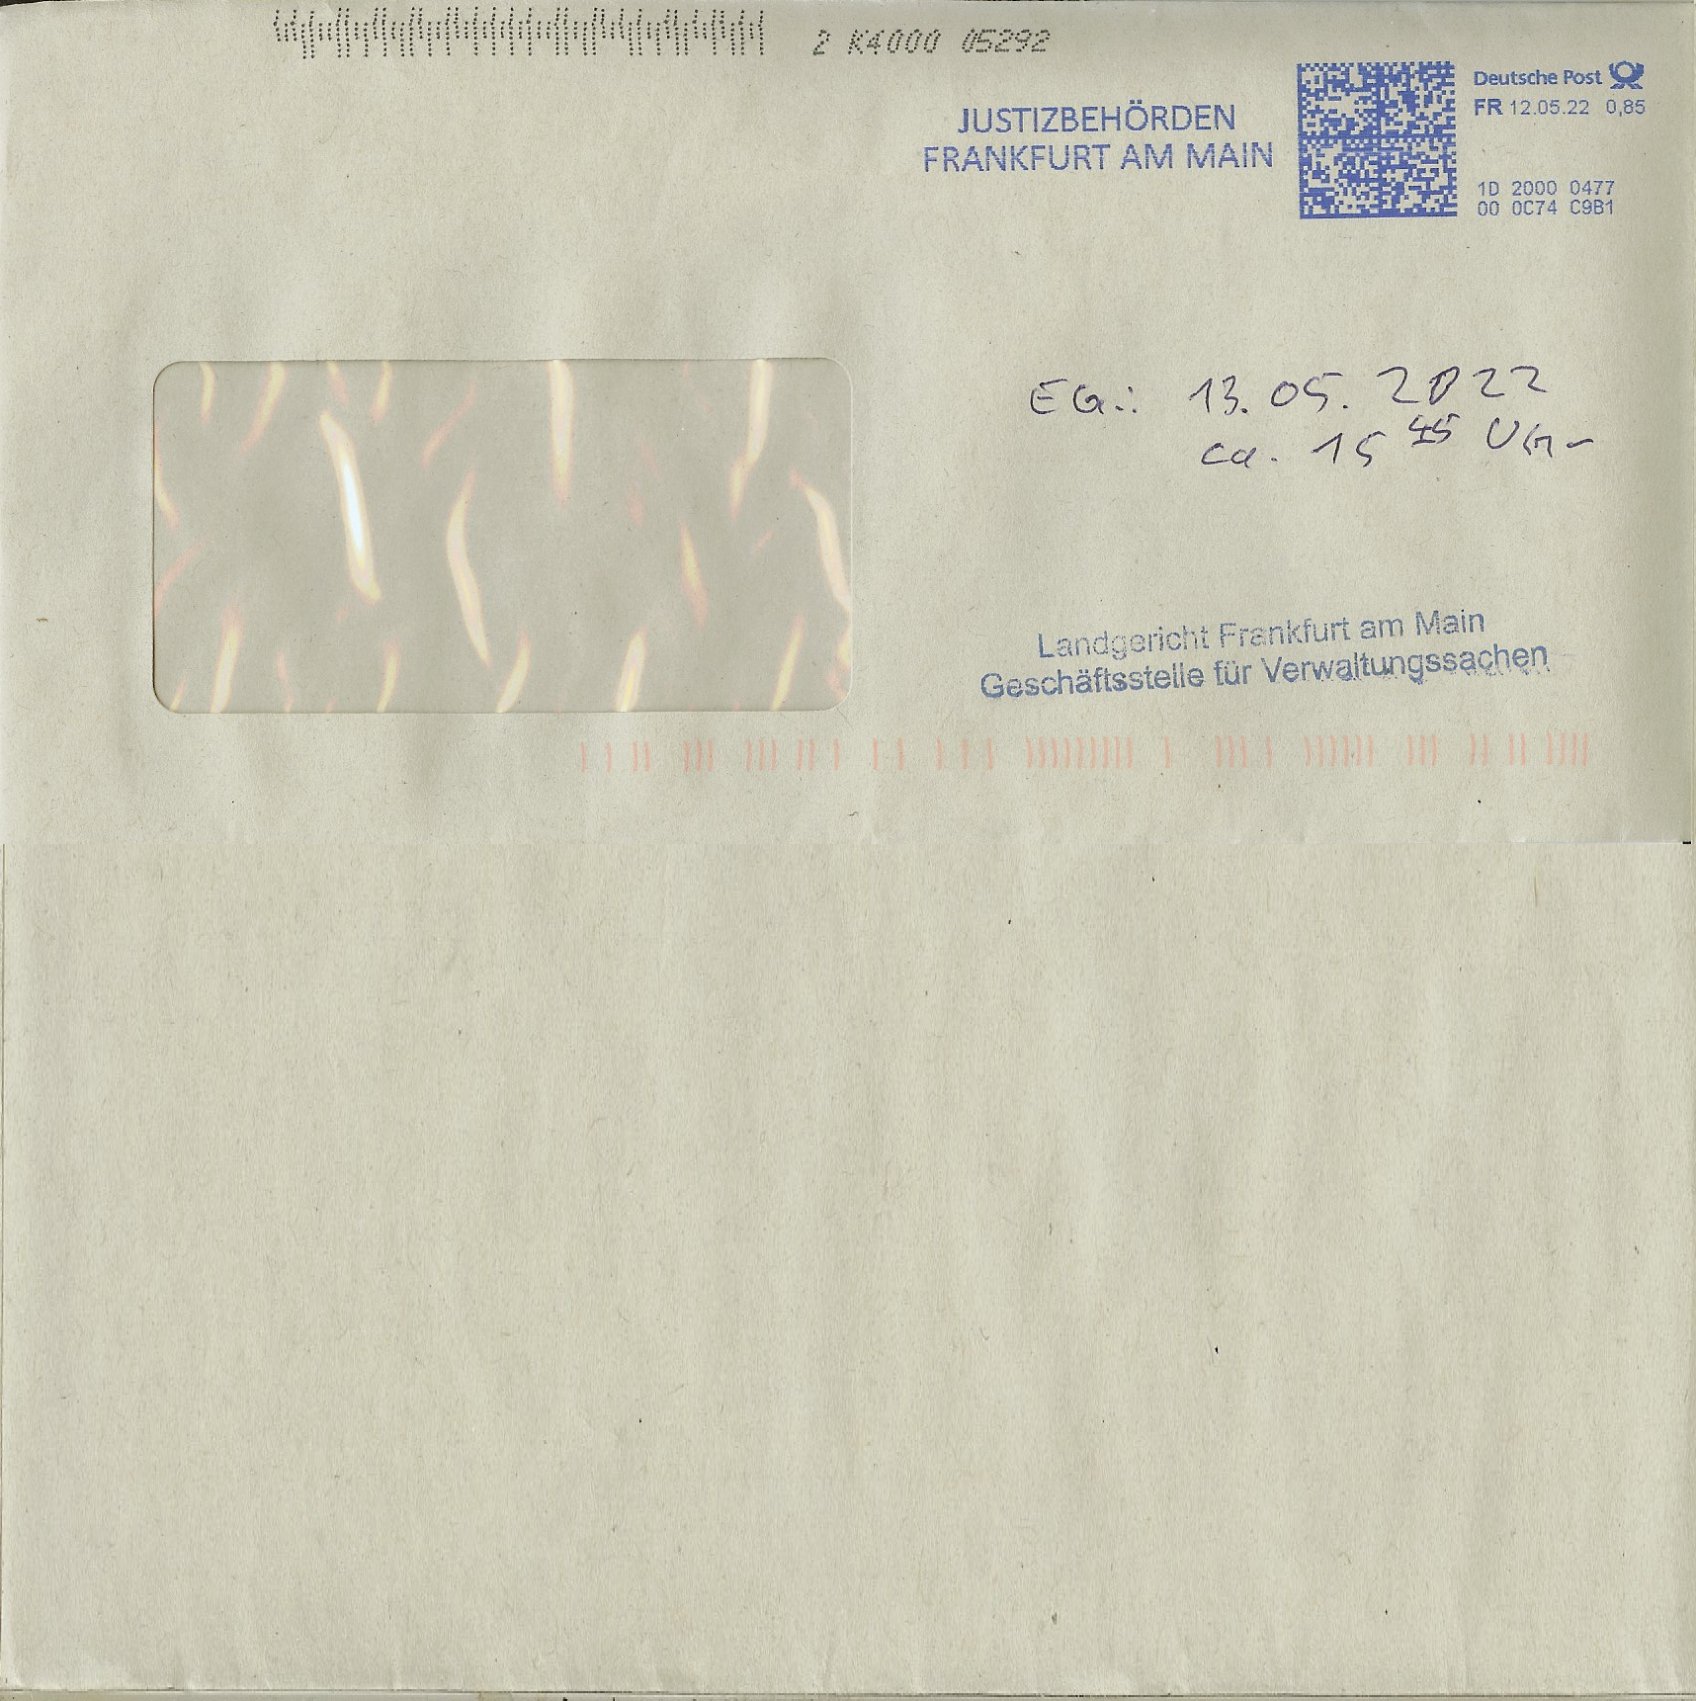 2 K4000 05292
Deutsche Post
FR 12.05.22 0,85
JUSTIZBEHÖRDEN
FRANKFURT AM MAIN
1D 2000 0477
00 0C74 C9B1
EG.: 13.05.2022
ca. 15 45 Uhr
Landgericht Frankfurt am Main
Geschäftsstelle für Verwaltungssachen